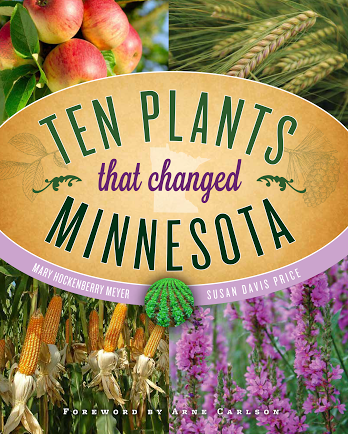 TEN PLANTS
that changed
MINNESOTA
MARY HOCKENBERRY MEYER
SUSAN DAVIS PRICE
FOREWORD BY ARNE CARLSON